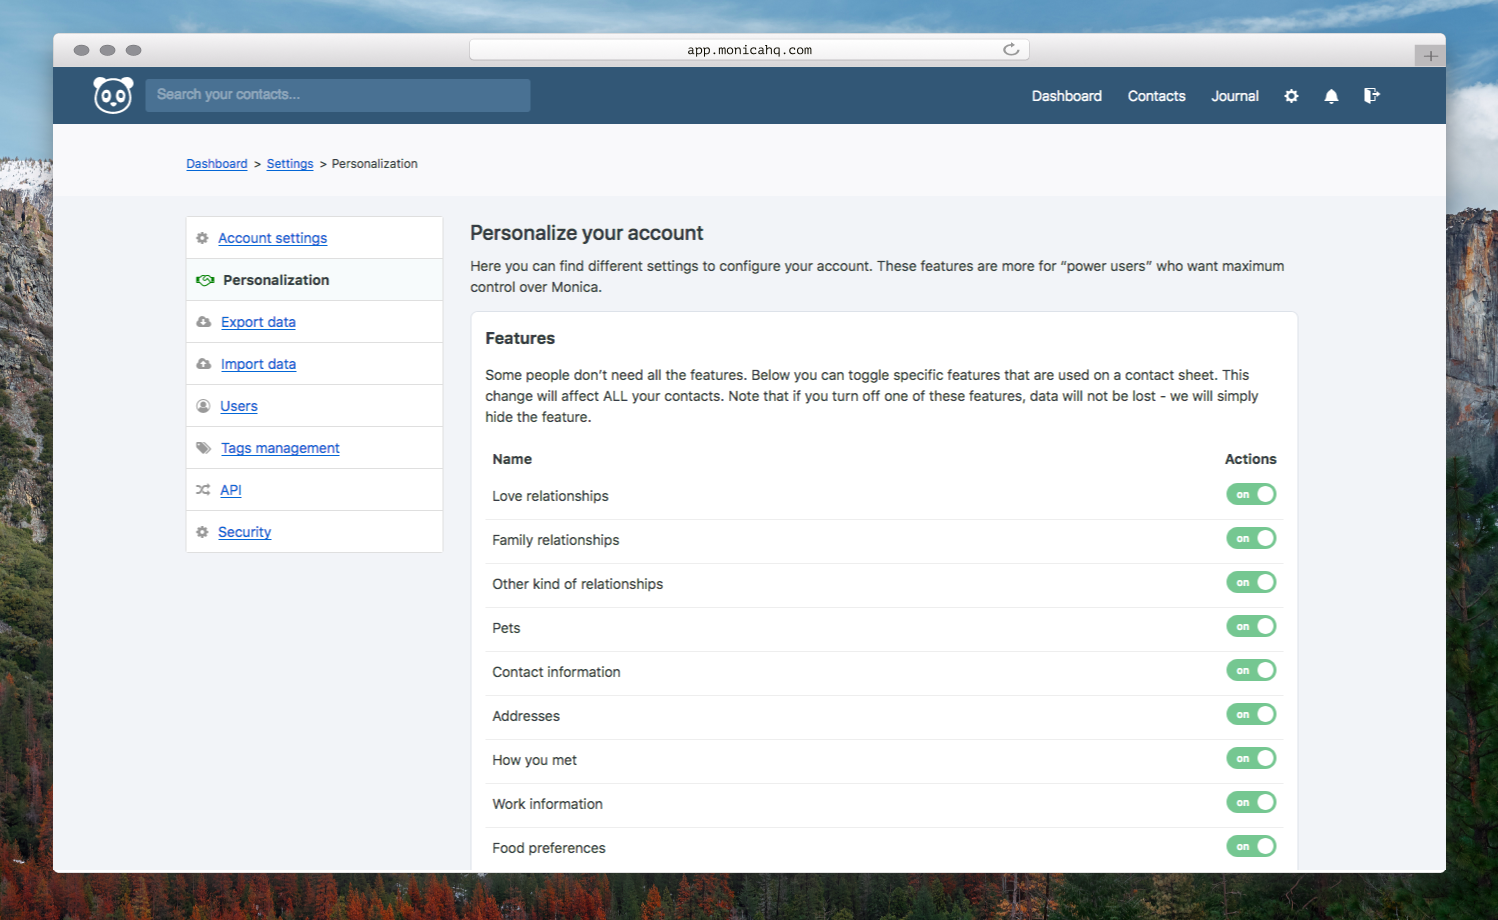 app.monicahq.com
Search your contacts...
Dashboard Contacts Journal
Dashboard > Settings > Personalization
Account settings
Personalization
Export data
Import data
Users
Tags management
API
Security
Personalize your account
Here you can find different settings to configure your account. These features are more for “power users” who want maximum
control over Monica.
Features
Some people don’t need all the features. Below you can toggle specific features that are used on a contact sheet. This
change will affect ALL your contacts. Note that if you turn off one of these features, data will not be lost - we will simply
hide the feature.
Name Actions
Love relationships on
Family relationships on
Other kind of relationships on
Pets on
Contact information on
Addresses on
How you met on
Work information on
Food preferences on